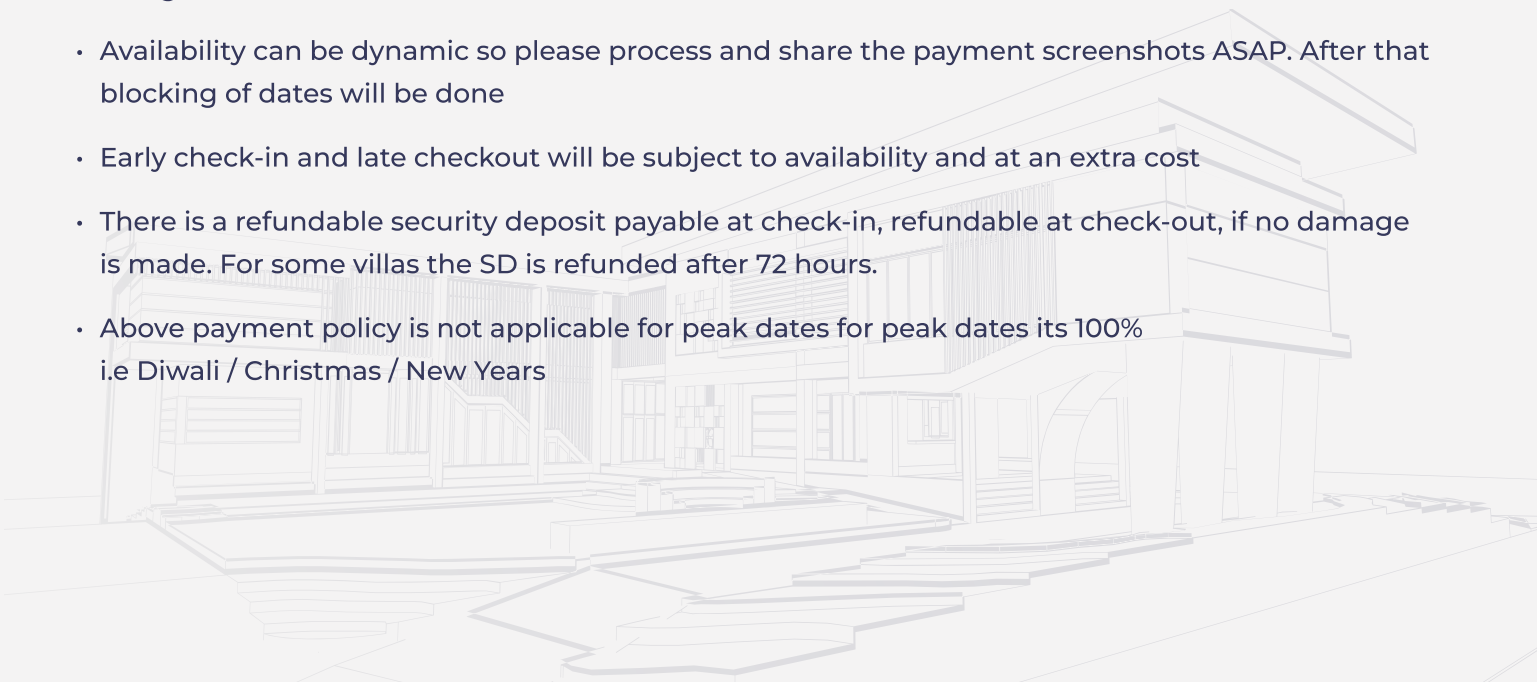 • Availability can be dynamic so please process and share the payment screenshots ASAP. After that
blocking of dates will be done
• Early check-in and late checkout will be subject to availability and at an extra cost
• There is a refundable security deposit payable at check-in, refundable at check-out, if no damage
is made. For some villas the SD is refunded after 72 hours.
• Above payment policy is not applicable for peak dates for peak dates its 100%
i.e Diwali / Christmas / New Years